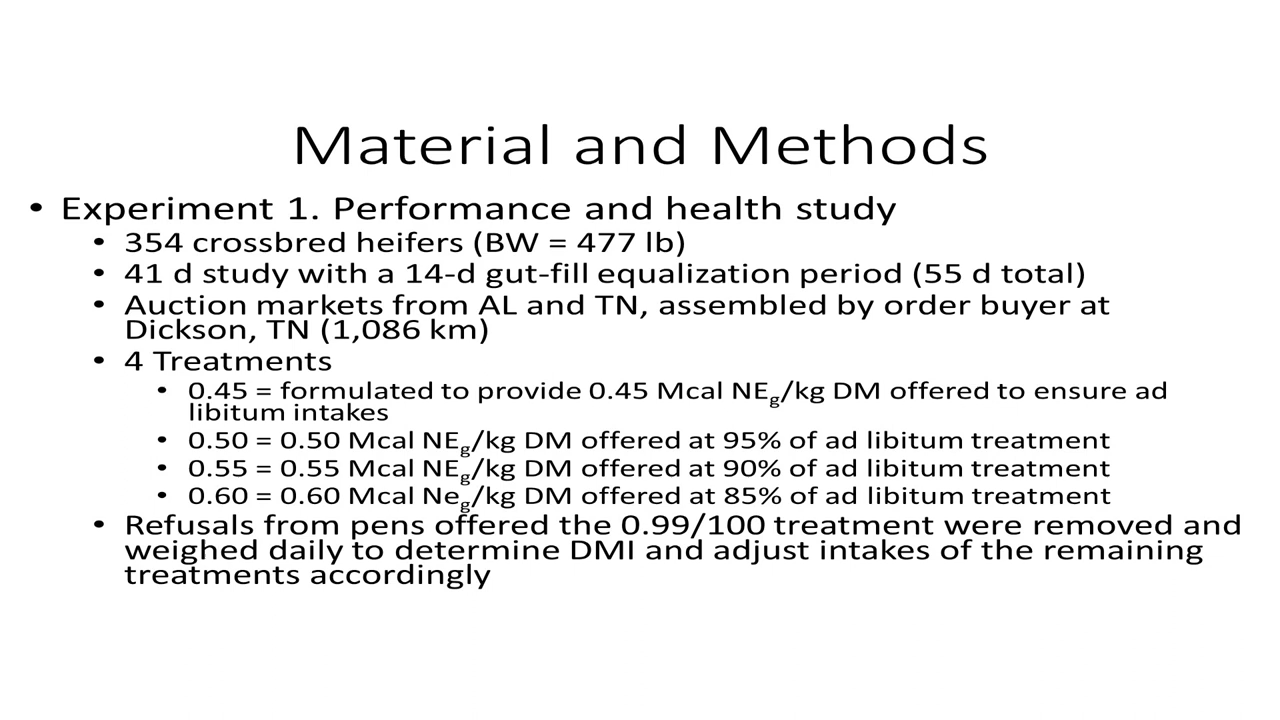 Material and Methods
• Experiment 1. Performance and health study
• 354 crossbred heifers (BW = 477 lb)
• 41 d study with a 14-d gut-fill equalization period (55 d total)
• Auction markets from AL and TN, assembled by order buyer at
Dickson, TN (1,086 km)
• 4 Treatments
• 0.45 = formulated to provide 0.45 Mcal NEg/kg DM offered to ensure ad
libitum intakes
• 0.50 = 0.50 Mcal NEg/kg DM offered at 95% of ad libitum treatment
• 0.55 = 0.55 Mcal NEg/kg DM offered at 90% of ad libitum treatment
• 0.60 = 0.60 Mcal Neg/kg DM offered at 85% of ad libitum treatment
• Refusals from pens offered the 0.99/100 treatment were removed and
weighed daily to determine DMI and adjust intakes of the remaining
treatments accordingly